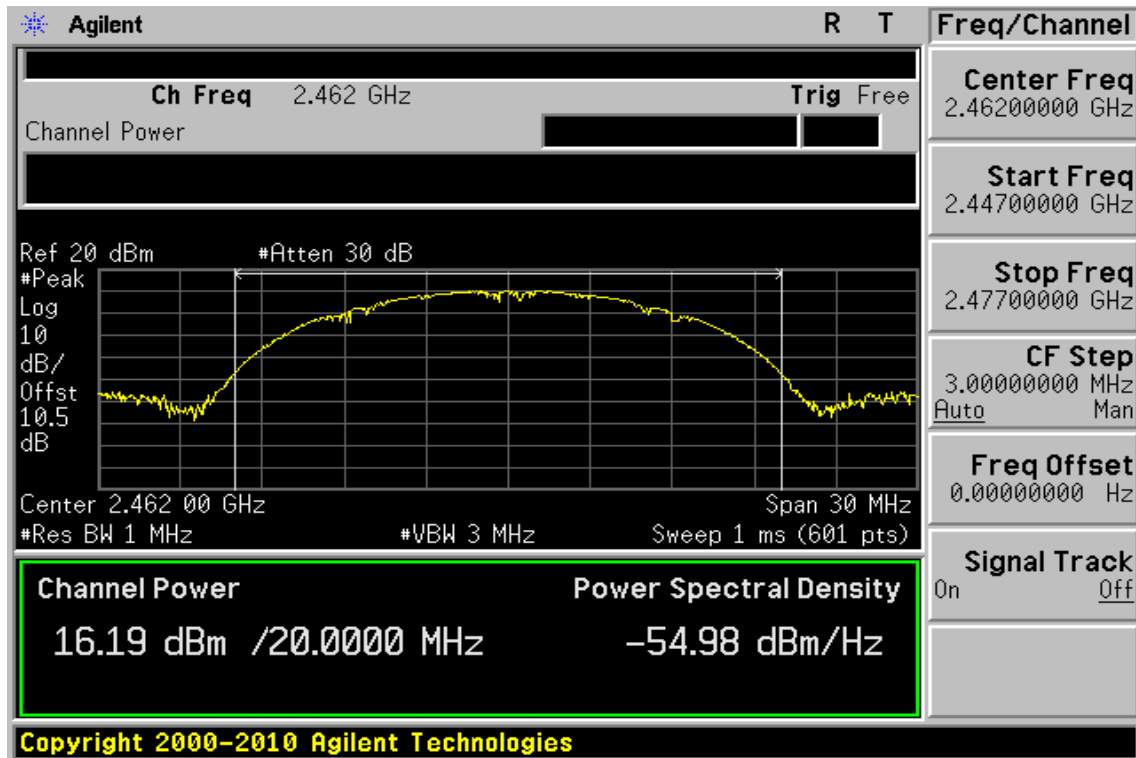 Agilent R T
Ch Freq 2.462 GHz Trig Free
Channel Power
Ref 20 dBm #Atten 30 dB
#Peak
Log
10
dB/
Offst
10.5
dB
Center 2.462 00 GHz Span 30 MHz
#Res BW 1 MHz #VBW 3 MHz Sweep 1 ms (601 pts)
Channel Power Power Spectral Density
16.19 dBm /20.0000 MHz -54.98 dBm/Hz
Copyright 2000-2010 Agilent Technologies
Freq/Channel
Center Freq
2.46200000 GHz
Start Freq
2.44700000 GHz
Stop Freq
2.47700000 GHz
CF Step
3.00000000 MHz
Auto Man
Freq Offset
0.00000000 Hz
Signal Track
On Off